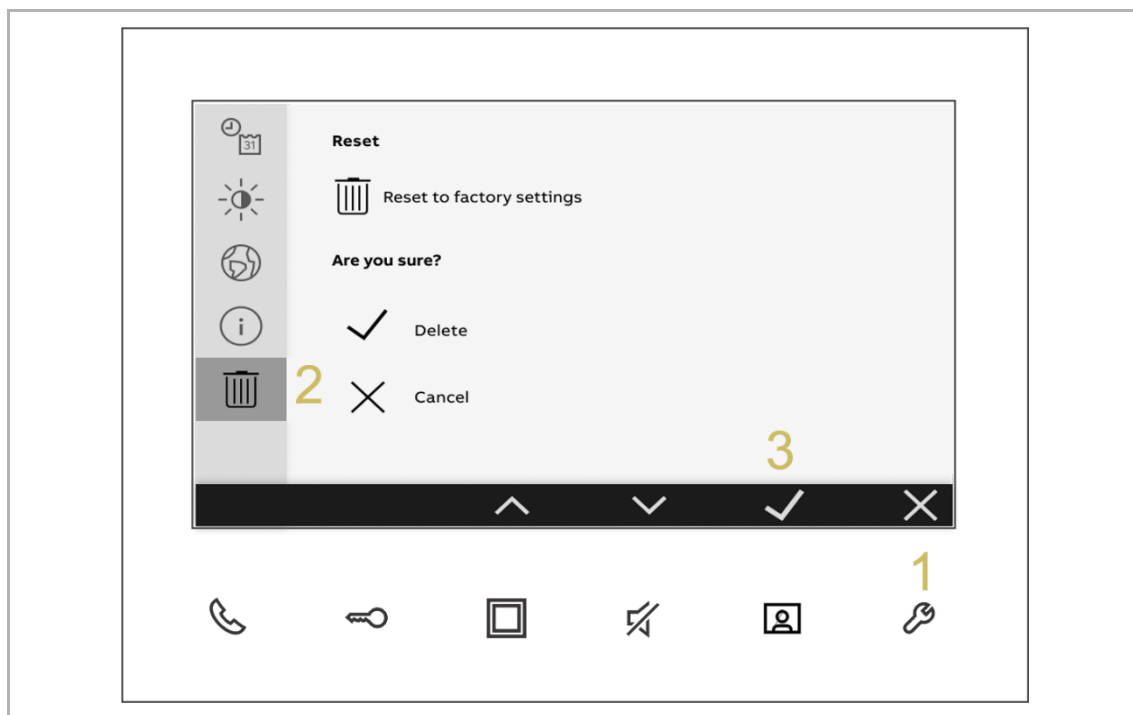 31
Reset
Reset to factory settings
Are you sure?
i
Delete
2
Cancel
3
1